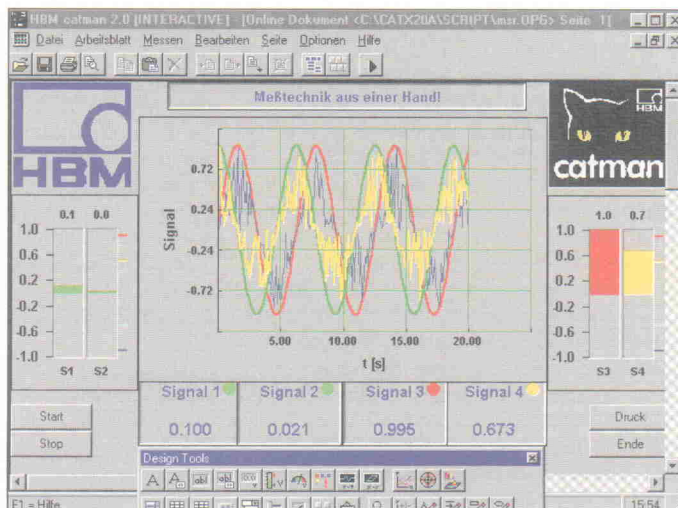 HBM catman 2.0 [INTERACTIVE] - [Online Dokument <C:\CATX20A\SCRIPT\msr.OPG> Seite 1[
Datei Arbeitsblatt Messen Bearbeiten Seite Optionen Hilfe
Meßtechnik aus einer Hand!
HBM
catman
Signal
0.72
0.24
-0.24
-0.72
5.00 10.00 15.00 20.00
t [s]
0.1 0.0
1.0
0.6
0.2
-0.2
-0.6
-1.0
S1 S2
1.0 0.7
1.0
0.6
0.2
-0.2
-0.6
-1.0
S3 S4
Signal 1 Signal 2 Signal 3 Signal 4
0.100 0.021 0.995 0.673
Start
Stop
Druck
Ende
Design Tools
F1 = Hilfe
15:54